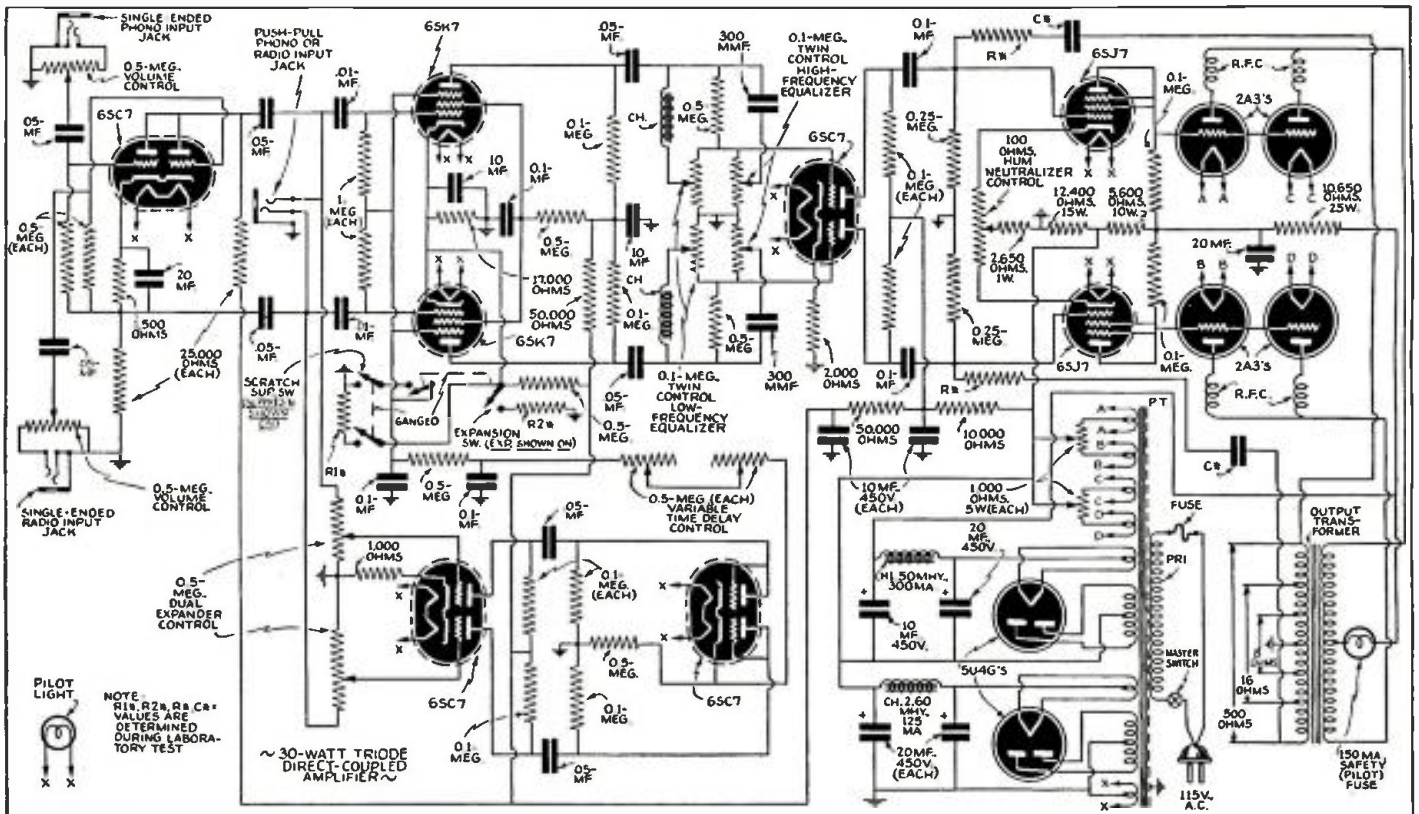 SINGLE-ENDED
PHONO INPUT
JACK
0.5-MEG.
VOLUME
CONTROL
6SC7
.05-
MF.
PUSH-PULL
PHONO OR
RADIO INPUT
JACK
.05-
MF.
.01-
MF.
6SK7
.05-
MF.
300
MMF.
0.1-MEG.,
TWIN
CONTROL
HIGH-
FREQUENCY
EQUALIZER
6SC7
0.1-
MF.
R*
C*
6SJ7
0.1-
MEG.
R.F.C
2A3'S
0.1-
MEG.
CH.
0.5
MEG.
0.25-
MEG.
0.1-
MEG
(EACH)
100
OHMS,
HUM
NEUTRALIZER
CONTROL
12,400
OHMS,
15W.
5,600
OHMS,
10W.
10,650
OHMS,
25W.
2,650
OHMS,
1W.
20 MF.
X
X
10
MF.
0.1-
MF
0.5-
MEG.
10
MF.
1-
MEG
(EACH)
0.5-
MEG
(EACH)
20
MF.
1,500
OHMS
25,000
OHMS
(EACH)
.05-
MF.
.1-
MF.
17,000
OHMS
50,000
OHMS
6SK7
0.1-
MEG.
CH
0.5-
MEG
300
MMF.
2,000
OHMS
0.1-
MF.
0.25-
MEG.
6SJ7
0.1-
MEG.
2A3'S
A A
C C
B B
D D
R.F.C.
SCRATCH
SUP. SW
GANGED
R1*
EXPANSION
SW. (EXP. SHOWN ON)
R2*
0.5-
MEG.
.05-
MF.
0.1-MEG.,
TWIN
CONTROL
LOW-
FREQUENCY
EQUALIZER
R*
50,000
OHMS
10,000
OHMS
PT
C*
0.5-MEG.
VOLUME
CONTROL
SINGLE-ENDED
RADIO INPUT
JACK
0.1-
MF
0.5-
MEG
0.1-
MF.
0.5-MEG (EACH)
VARIABLE
TIME DELAY
CONTROL
10 MF.,
450V.
(EACH)
1,000
OHMS,
5W (EACH)
A
A
B
B
C
C
D
D
FUSE
OUTPUT
TRANS-
FORMER
20
MF.,
450V.
PRI
1,000
OHMS
0.5-
MEG.,
DUAL
EXPANDER
CONTROL
.05-
MF
0.1-
MEG.
(EACH)
CH.1.50 MHY.,
300MA
10
MF.,
450V.
5U4G'S
MASTER
SWITCH
16
OHMS
500
OHMS
6SC7
0.5-
MEG.
6SC7
0.1-
MEG
0.1-
MEG
.05-
MF
CH.2.60
MHY.,
125
MA
20MF.,
450V.
(EACH)
115V.,
A.C.
150 MA.
SAFETY
(PILOT)
FUSE
PILOT
LIGHT
X X
NOTE:
R1*, R2*, R*, C*=
VALUES ARE
DETERMINED
DURING LABORA-
TORY TEST
~ 30-WATT TRIODE
DIRECT-COUPLED
AMPLIFIER ~